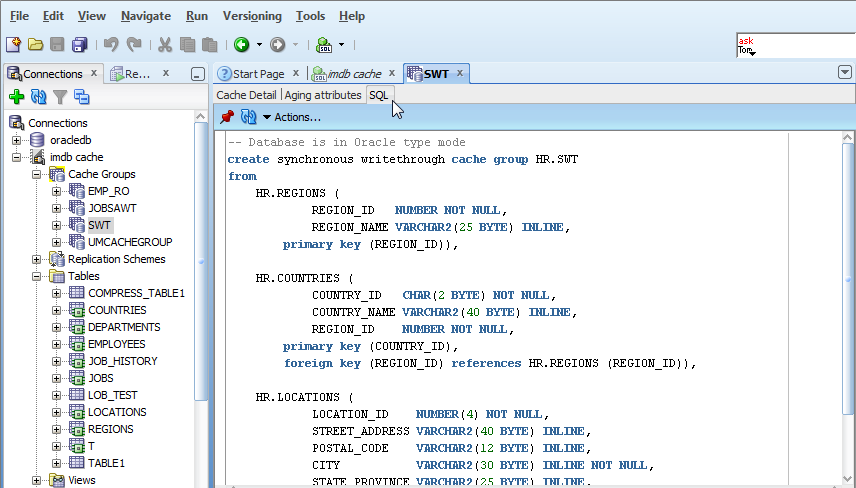 File Edit View Navigate Run Versioning Tools Help
SQL
ask
Tom
Connections x Re... x
Start Page x imdb cache x SWT x
Cache Detail Aging attributes SQL
Actions...
Connections
oracledb
imdb cache
Cache Groups
EMP_RO
JOBSAWT
SWT
UMCACHEGROUP
Replication Schemes
Tables
COMPRESS_TABLE1
COUNTRIES
DEPARTMENTS
EMPLOYEES
JOB_HISTORY
JOBS
LOB_TEST
LOCATIONS
REGIONS
T
TABLE1
Views
-- Database is in Oracle type mode
create synchronous writethrough cache group HR.SWT
from
HR.REGIONS (
REGION_ID NUMBER NOT NULL,
REGION_NAME VARCHAR2(25 BYTE) INLINE,
primary key (REGION_ID)),
HR.COUNTRIES (
COUNTRY_ID CHAR(2 BYTE) NOT NULL,
COUNTRY_NAME VARCHAR2(40 BYTE) INLINE,
REGION_ID NUMBER NOT NULL,
primary key (COUNTRY_ID),
foreign key (REGION_ID) references HR.REGIONS (REGION_ID)),
HR.LOCATIONS (
LOCATION_ID NUMBER(4) NOT NULL,
STREET_ADDRESS VARCHAR2(40 BYTE) INLINE,
POSTAL_CODE VARCHAR2(12 BYTE) INLINE,
CITY VARCHAR2(30 BYTE) INLINE NOT NULL,
STATE_PROVINCE VARCHAR2(25 BYTE) INLINE,